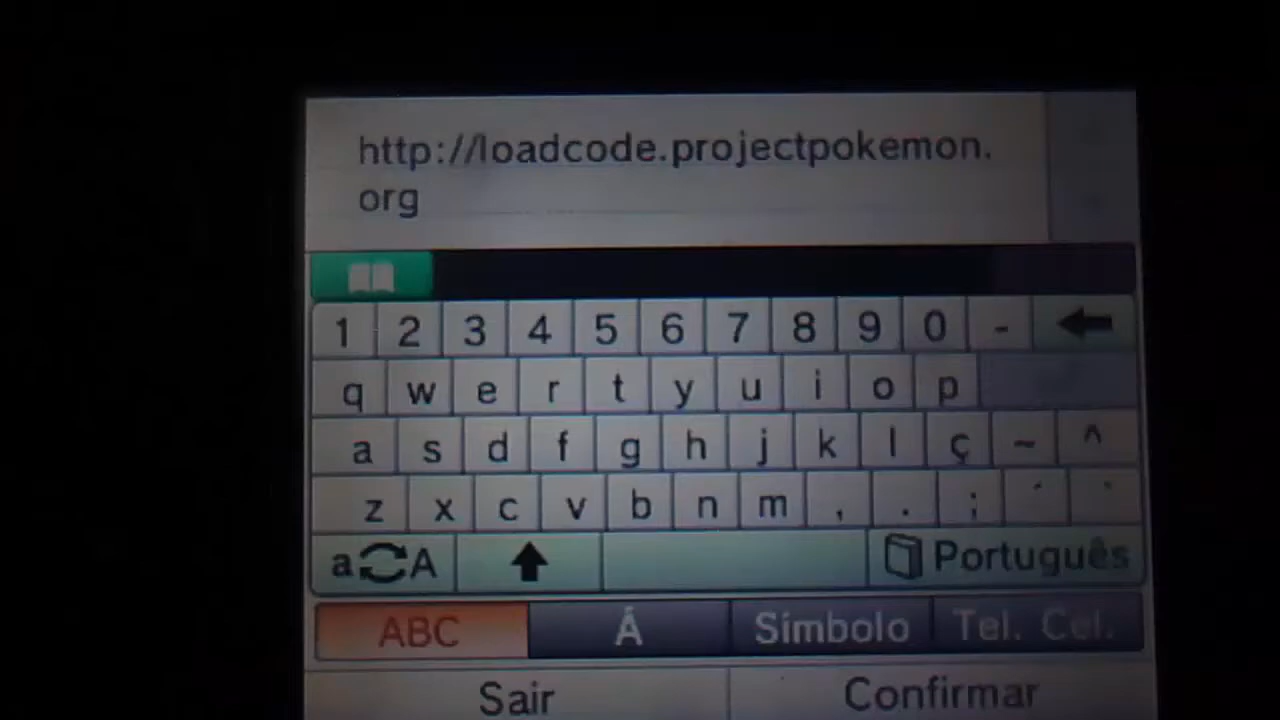 http://loadcode.projectpokemon.
org
1 2 3 4 5 6 7 8 9 0 -
q w e r t y u i o p
a s d f g h j k l ç ~ ^
z x c v b n m , . ; ´ `
a A Português
ABC Á Símbolo Tel. Cel.
Sair Confirmar